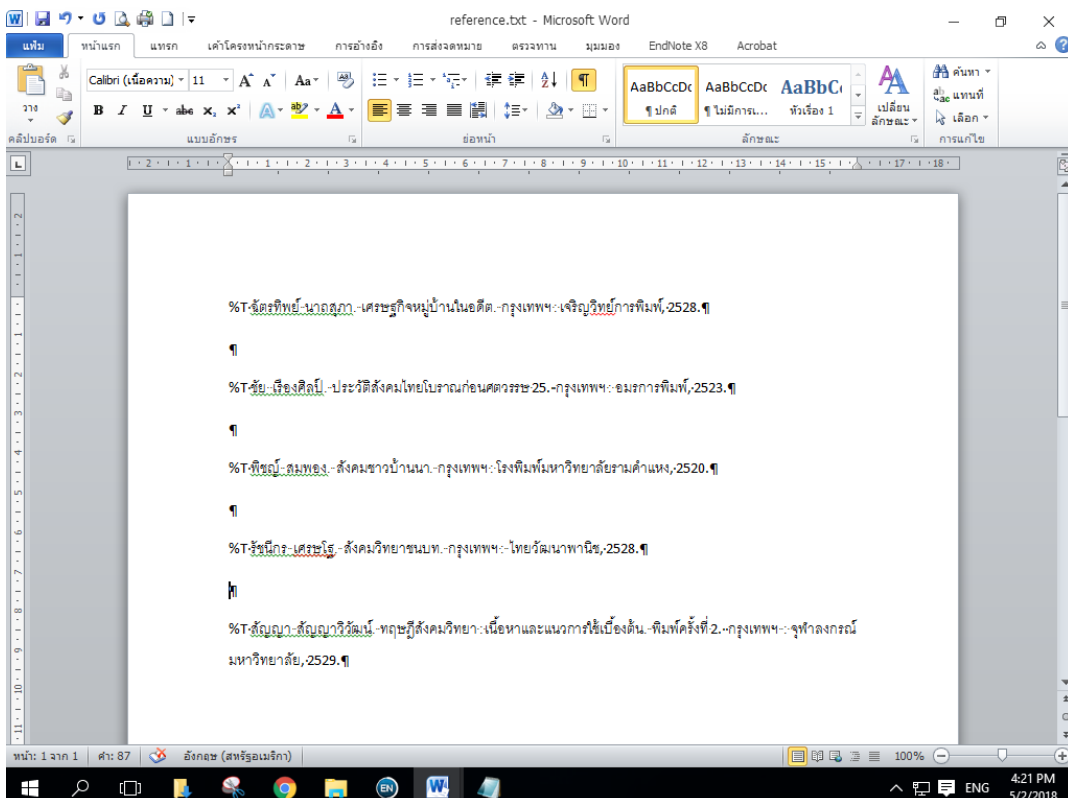 reference.txt - Microsoft Word
แฟ้ม หน้าแรก แทรก เค้าโครงหน้ากระดาษ การอ้างอิง การส่งจดหมาย ตรวจทาน มุมมอง EndNote X8 Acrobat
วาง
Calibri (เนื้อความ) 11
AaBbCcDc AaBbCcDc AaBbC
¶ ปกติ ¶ ไม่มีการเ... หัวเรื่อง 1
เปลี่ยน
ลักษณะ
ค้นหา
แทนที่
เลือก
คลิปบอร์ด แบบอักษร ย่อหน้า ลักษณะ การแก้ไข
%T ฉัตรทิพย์ นาถสุภา. เศรษฐกิจหมู่บ้านในอดีต. กรุงเทพฯ: เจริญวิทย์การพิมพ์, 2528.¶
¶
%T ชัย เรืองศิลป์. ประวัติสังคมไทยโบราณก่อนศตวรรษ 25. กรุงเทพฯ: อมรการพิมพ์, 2523.¶
¶
%T พิชญ์ สมพอง. สังคมชาวบ้านนา. กรุงเทพฯ: โรงพิมพ์มหาวิทยาลัยรามคำแหง, 2520.¶
¶
%T รัชนีกร เศรษโฐ. สังคมวิทยาชนบท. กรุงเทพฯ: ไทยวัฒนาพานิช, 2528.¶
¶
%T สัญญา สัญญาวิวัฒน์. ทฤษฎีสังคมวิทยา : เนื้อหาและแนวการใช้เบื้องต้น. พิมพ์ครั้งที่ 2. กรุงเทพฯ : จุฬาลงกรณ์
มหาวิทยาลัย, 2529.¶
หน้า: 1 จาก 1 คำ: 87 อังกฤษ (สหรัฐอเมริกา) 100%
EN ENG 4:21 PM
5/2/2018